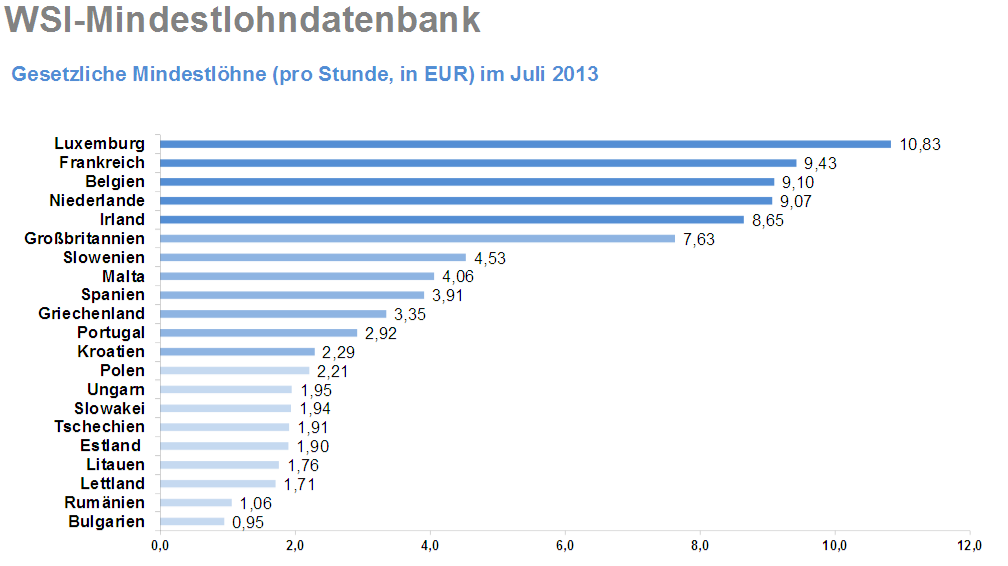 WSI-Mindestlohndatenbank
Gesetzliche Mindestlöhne (pro Stunde, in EUR) im Juli 2013
Luxemburg 10,83
Frankreich 9,43
Belgien 9,10
Niederlande 9,07
Irland 8,65
Großbritannien 7,63
Slowenien 4,53
Malta 4,06
Spanien 3,91
Griechenland 3,35
Portugal 2,92
Kroatien 2,29
Polen 2,21
Ungarn 1,95
Slowakei 1,94
Tschechien 1,91
Estland 1,90
Litauen 1,76
Lettland 1,71
Rumänien 1,06
Bulgarien 0,95
0,0 2,0 4,0 6,0 8,0 10,0 12,0